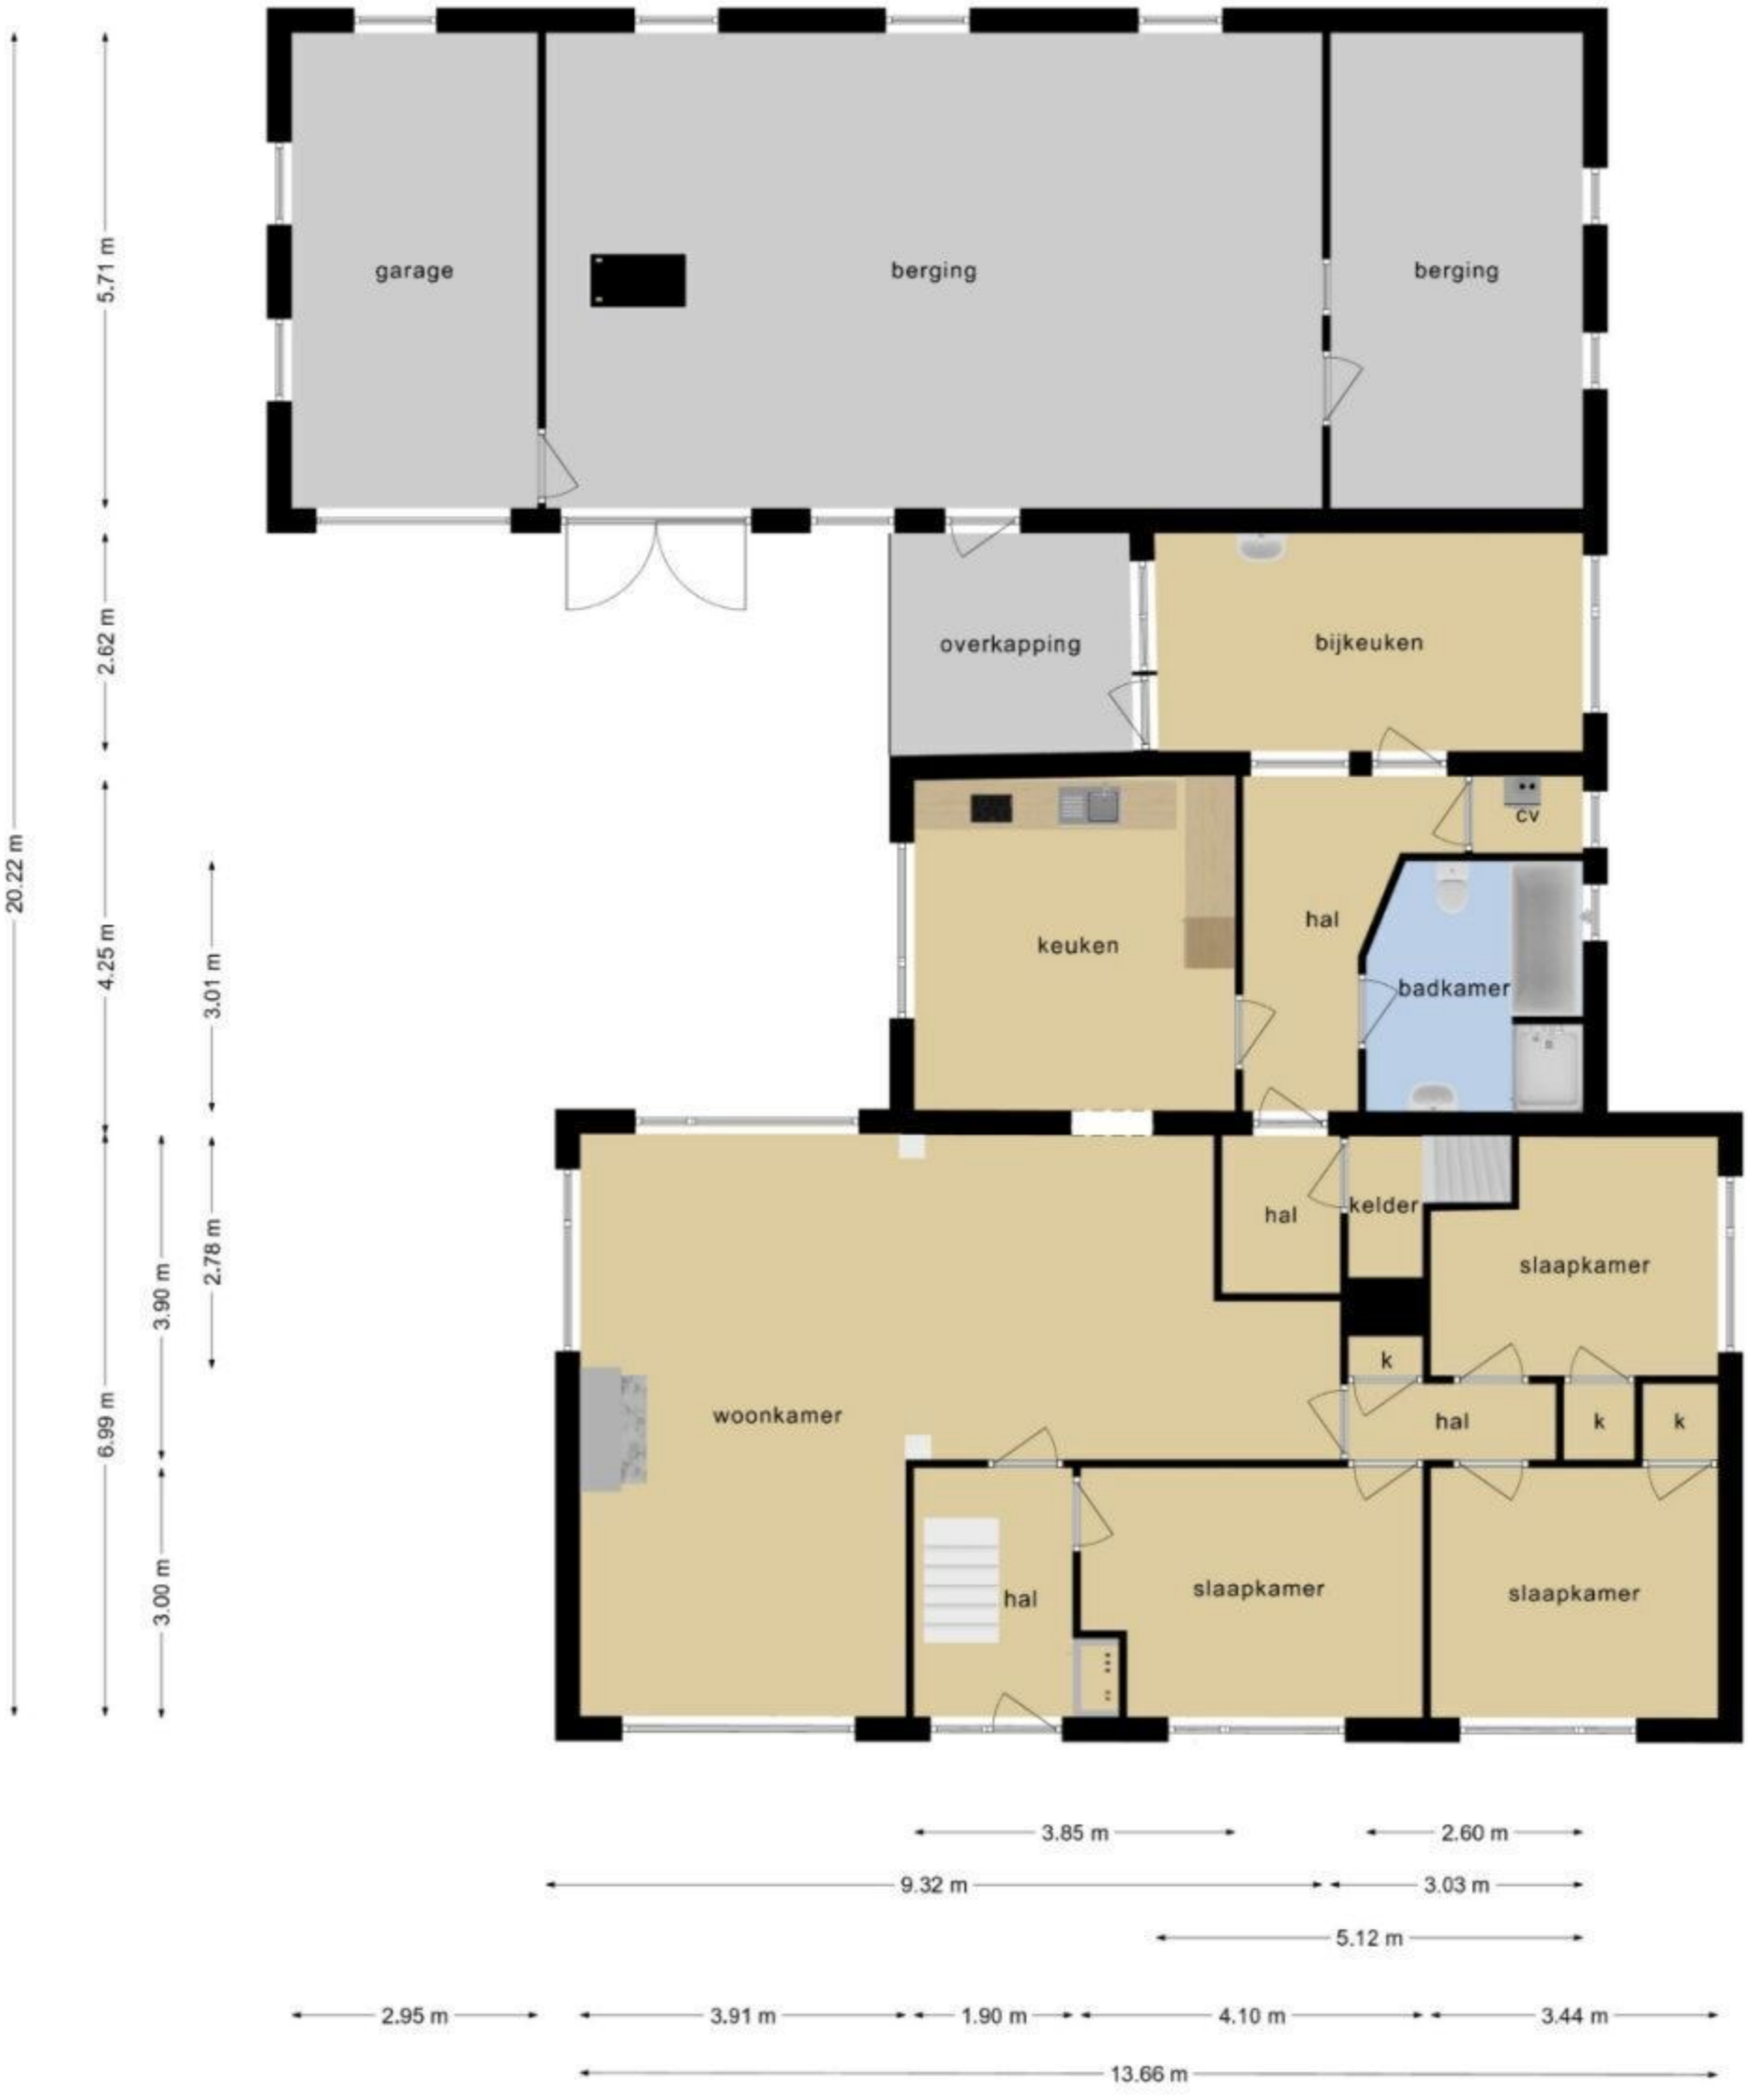 garage
berging
berging
5.71 m
overkapping
bijkeuken
2.62 m
cv
20.22 m
hal
keuken
4.25 m
3.01 m
badkamer
kelder
hal
2.78 m
slaapkamer
3.90 m
k
woonkamer
6.99 m
hal
k
k
3.00 m
hal
slaapkamer
slaapkamer
3.85 m
2.60 m
9.32 m
3.03 m
5.12 m
2.95 m
3.91 m
1.90 m
4.10 m
3.44 m
13.66 m